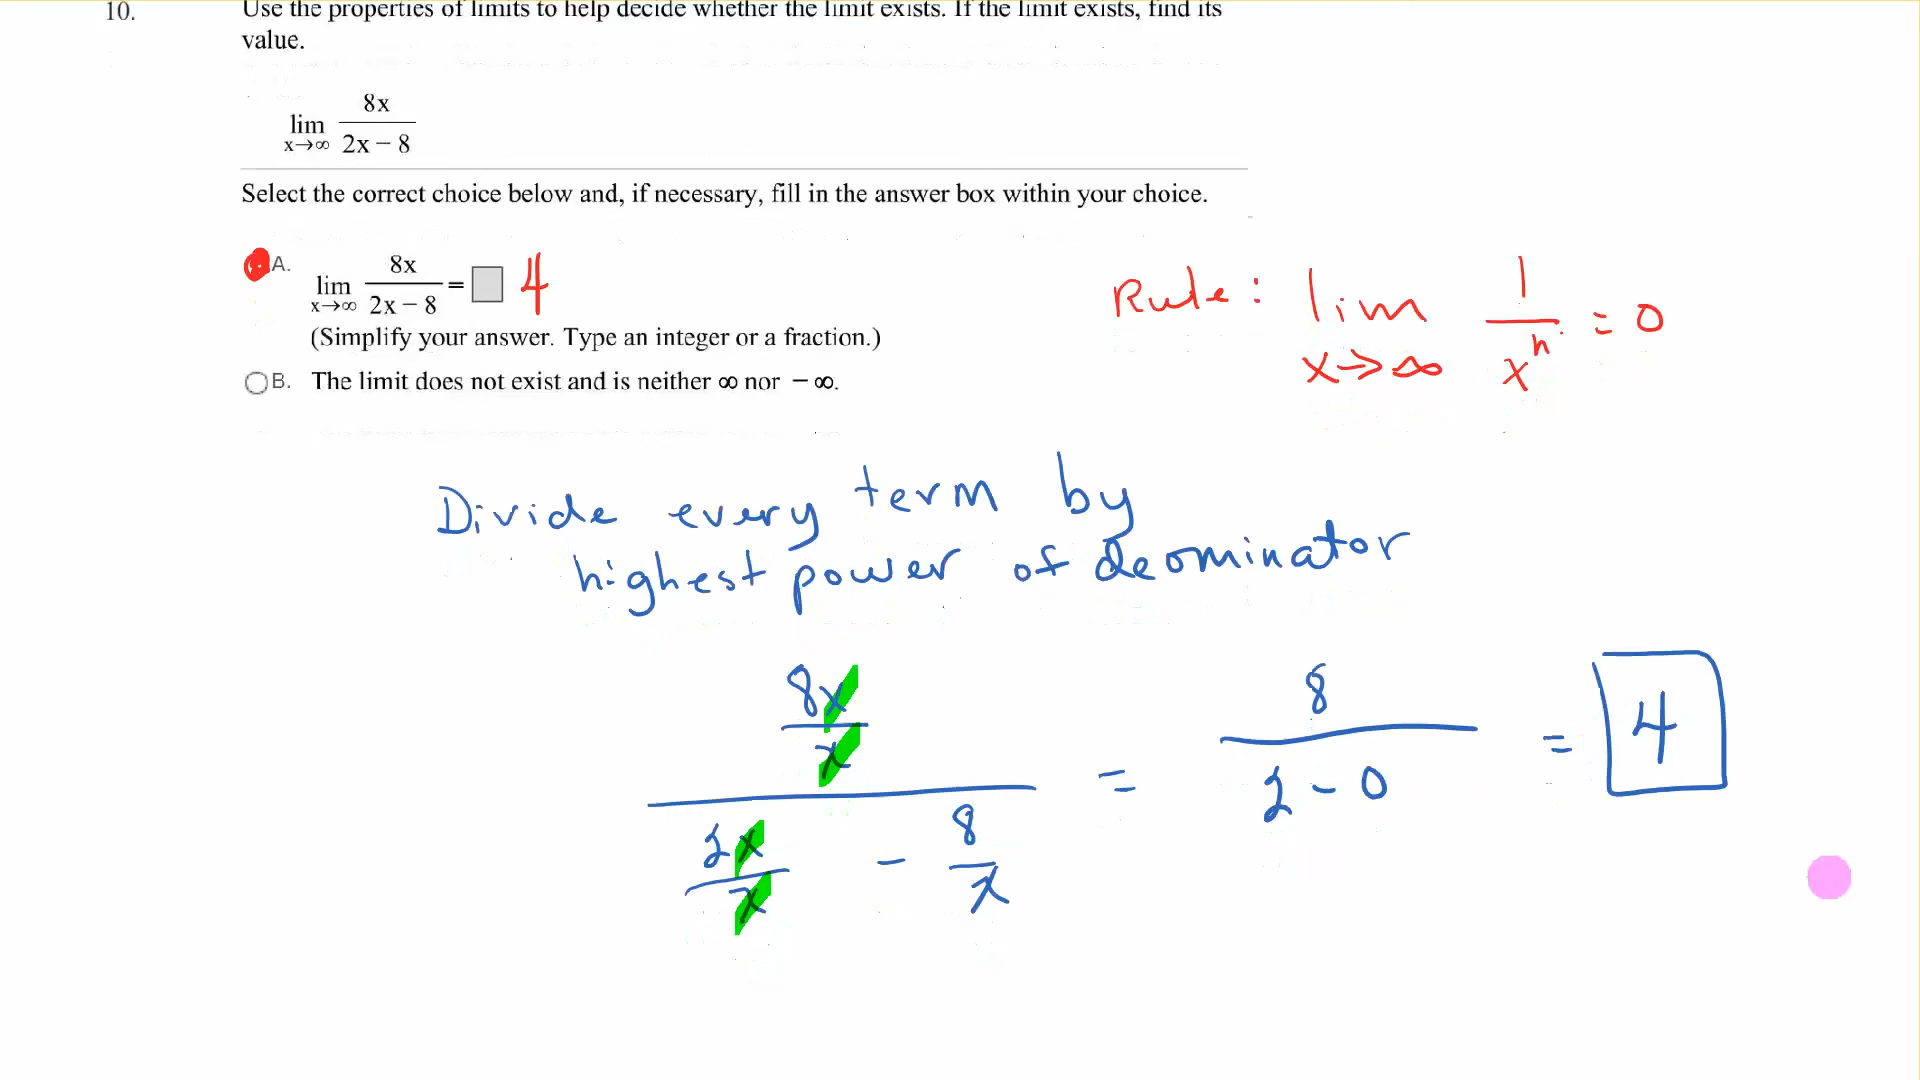 10. Use the properties of limits to help decide whether the limit exists. If the limit exists, find its
value.
lim x→∞ 8x / 2x − 8
Select the correct choice below and, if necessary, fill in the answer box within your choice.
A. lim x→∞ 8x / 2x − 8 = 4
(Simplify your answer. Type an integer or a fraction.)
B. The limit does not exist and is neither ∞ nor − ∞.
Rule: lim x→∞ 1 / x^n = 0
Divide every term by
highest power of deominator
8x/x / 2x/x - 8/x = 8 / 2 - 0 = 4